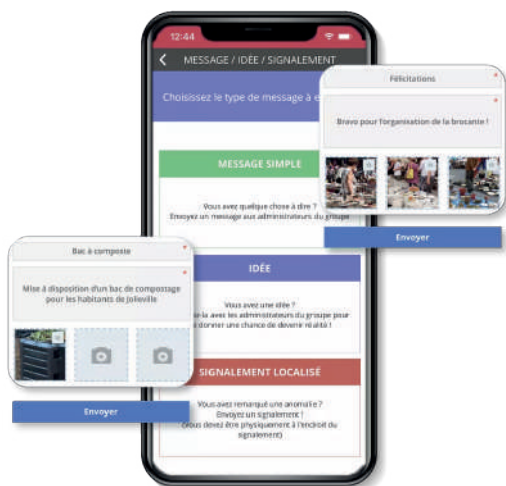 12:44
MESSAGE / IDÉE / SIGNALEMENT
Choisissez le type de message à
MESSAGE SIMPLE
Vous avez quelque chose à dire ?
Envoyez un message aux administrateurs du groupe
IDÉE
Vous avez une idée ?
la avec les administrateurs du groupe pour
donner une chance de devenir réalité !
SIGNALEMENT LOCALISÉ
Vous avez remarqué une anomalie ?
Envoyez un signalement !
(vous devez être physiquement à l'endroit du
signalement)
Félicitations *
*
Bravo pour l'organisation de la brocante !
Envoyer
Bac à composte *
*
Mise à disposition d'un bac de compostage
pour les habitants de Jolieville
Envoyer